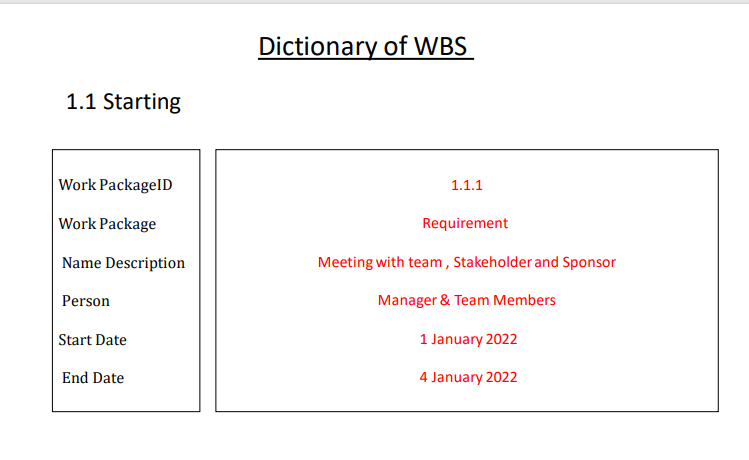 Dictionary of WBS
1.1 Starting
Work PackageID 1.1.1
Work Package Requirement
Name Description Meeting with team , Stakeholder and Sponsor
Person Manager & Team Members
Start Date 1 January 2022
End Date 4 January 2022